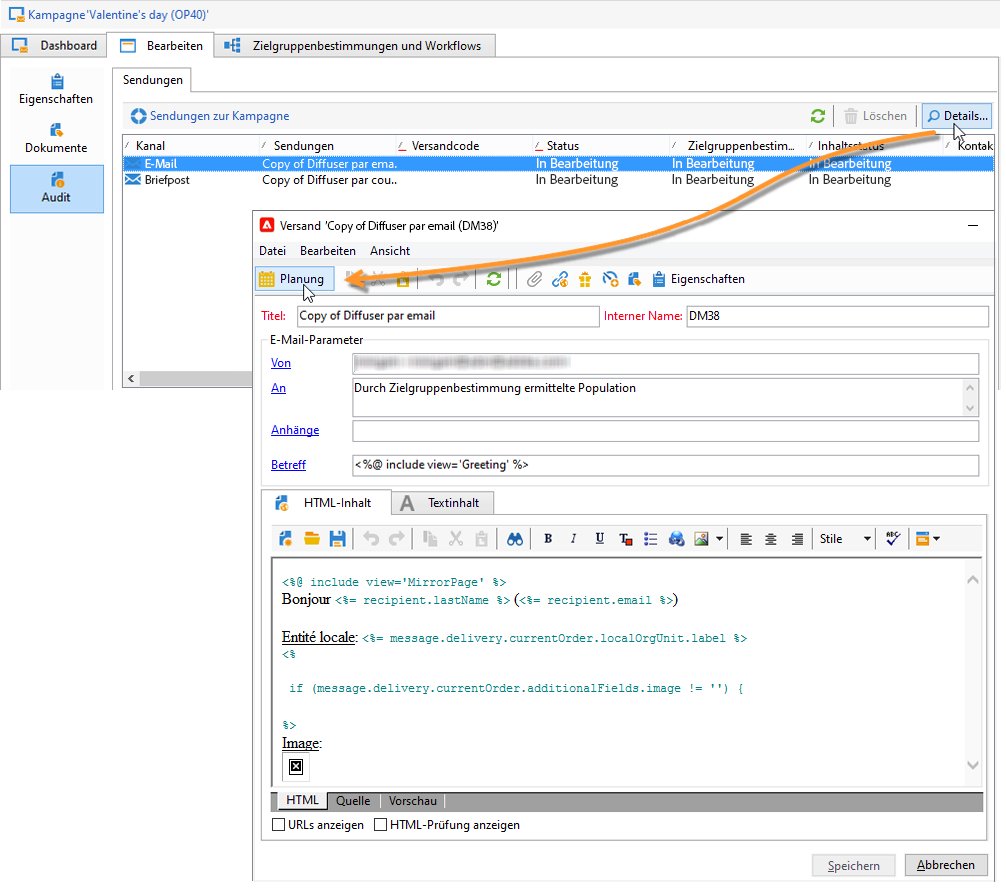 Kampagne'Valentine's day (OP40)'
Dashboard Bearbeiten Zielgruppenbestimmungen und Workflows
Eigenschaften
Dokumente
Audit
Sendungen
Sendungen zur Kampagne Löschen Details...
Kanal Sendungen Versandcode Status Zielgruppenbestim... Inhaltsstatus Kontak
E-Mail Copy of Diffuser par ema.. In Bearbeitung In Bearbeitung In Bearbeitung
Briefpost Copy of Diffuser par cou.. In Bearbeitung In Bearbeitung In Bearbeitung
Versand 'Copy of Diffuser par email (DM38)'
Datei Bearbeiten Ansicht
Planung Eigenschaften
Titel: Copy of Diffuser par email Interner Name: DM38
E-Mail-Parameter
Von
An Durch Zielgruppenbestimmung ermittelte Population
Anhänge
Betreff <%@ include view='Greeting' %>
HTML-Inhalt Textinhalt
B I U Stile
<%@ include view='MirrorPage' %>
Bonjour <%= recipient.lastName %> (<%= recipient.email %>)
Entité locale: <%= message.delivery.currentOrder.localOrgUnit.label %>
<%
if (message.delivery.currentOrder.additionalFields.image != '') {
%>
Image:
HTML Quelle Vorschau
URLs anzeigen HTML-Prüfung anzeigen
Speichern Abbrechen